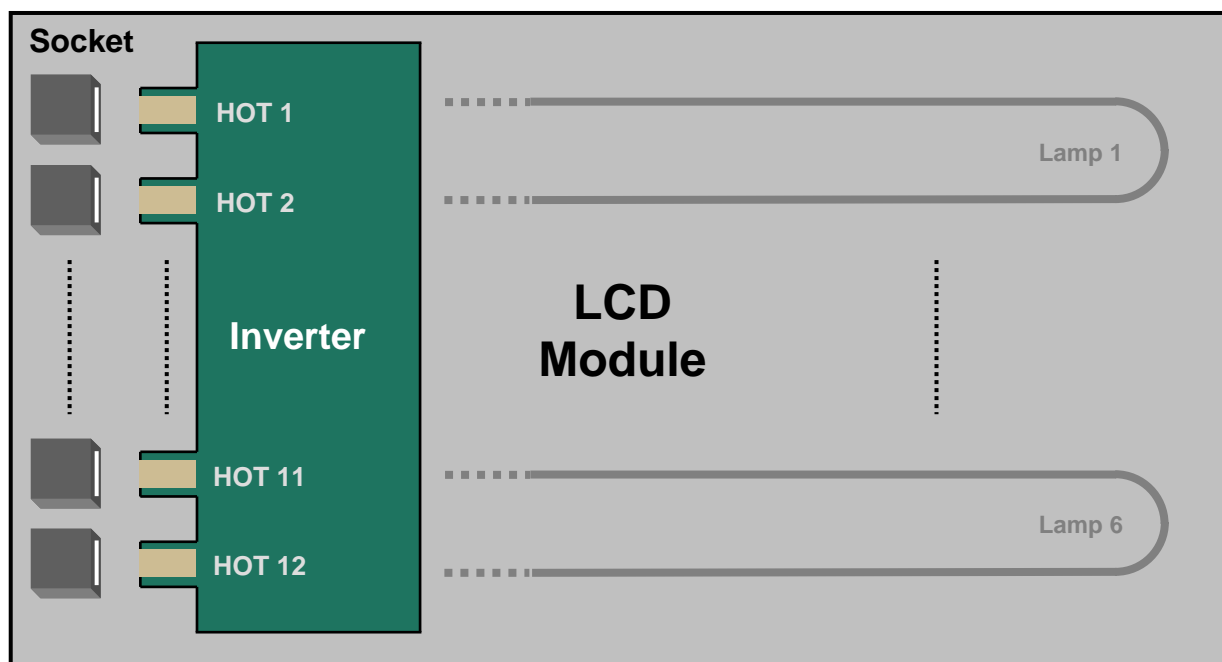 Socket
HOT 1
HOT 2
Lamp 1
Inverter
LCD
Module
HOT 11
HOT 12
Lamp 6